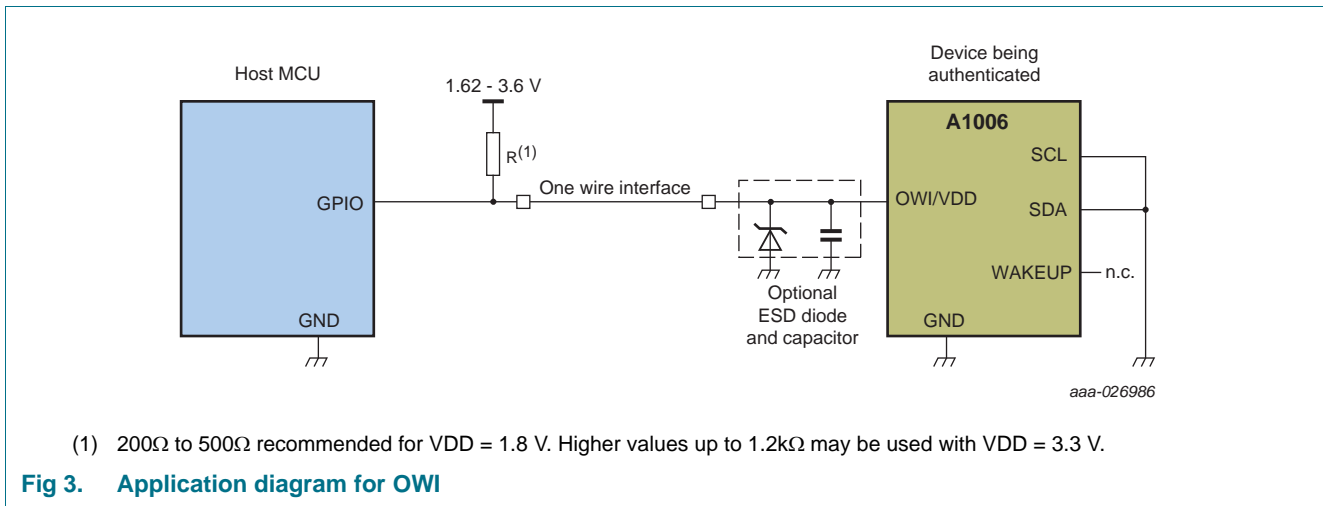 Host MCU
Device being
authenticated
1.62 - 3.6 V
A1006
R(1)
SCL
GPIO
One wire interface
OWI/VDD
SDA
WAKEUP
n.c.
Optional
ESD diode
and capacitor
GND
GND
aaa-026986
(1) 200Ω to 500Ω recommended for VDD = 1.8 V. Higher values up to 1.2kΩ may be used with VDD = 3.3 V.
Fig 3. Application diagram for OWI